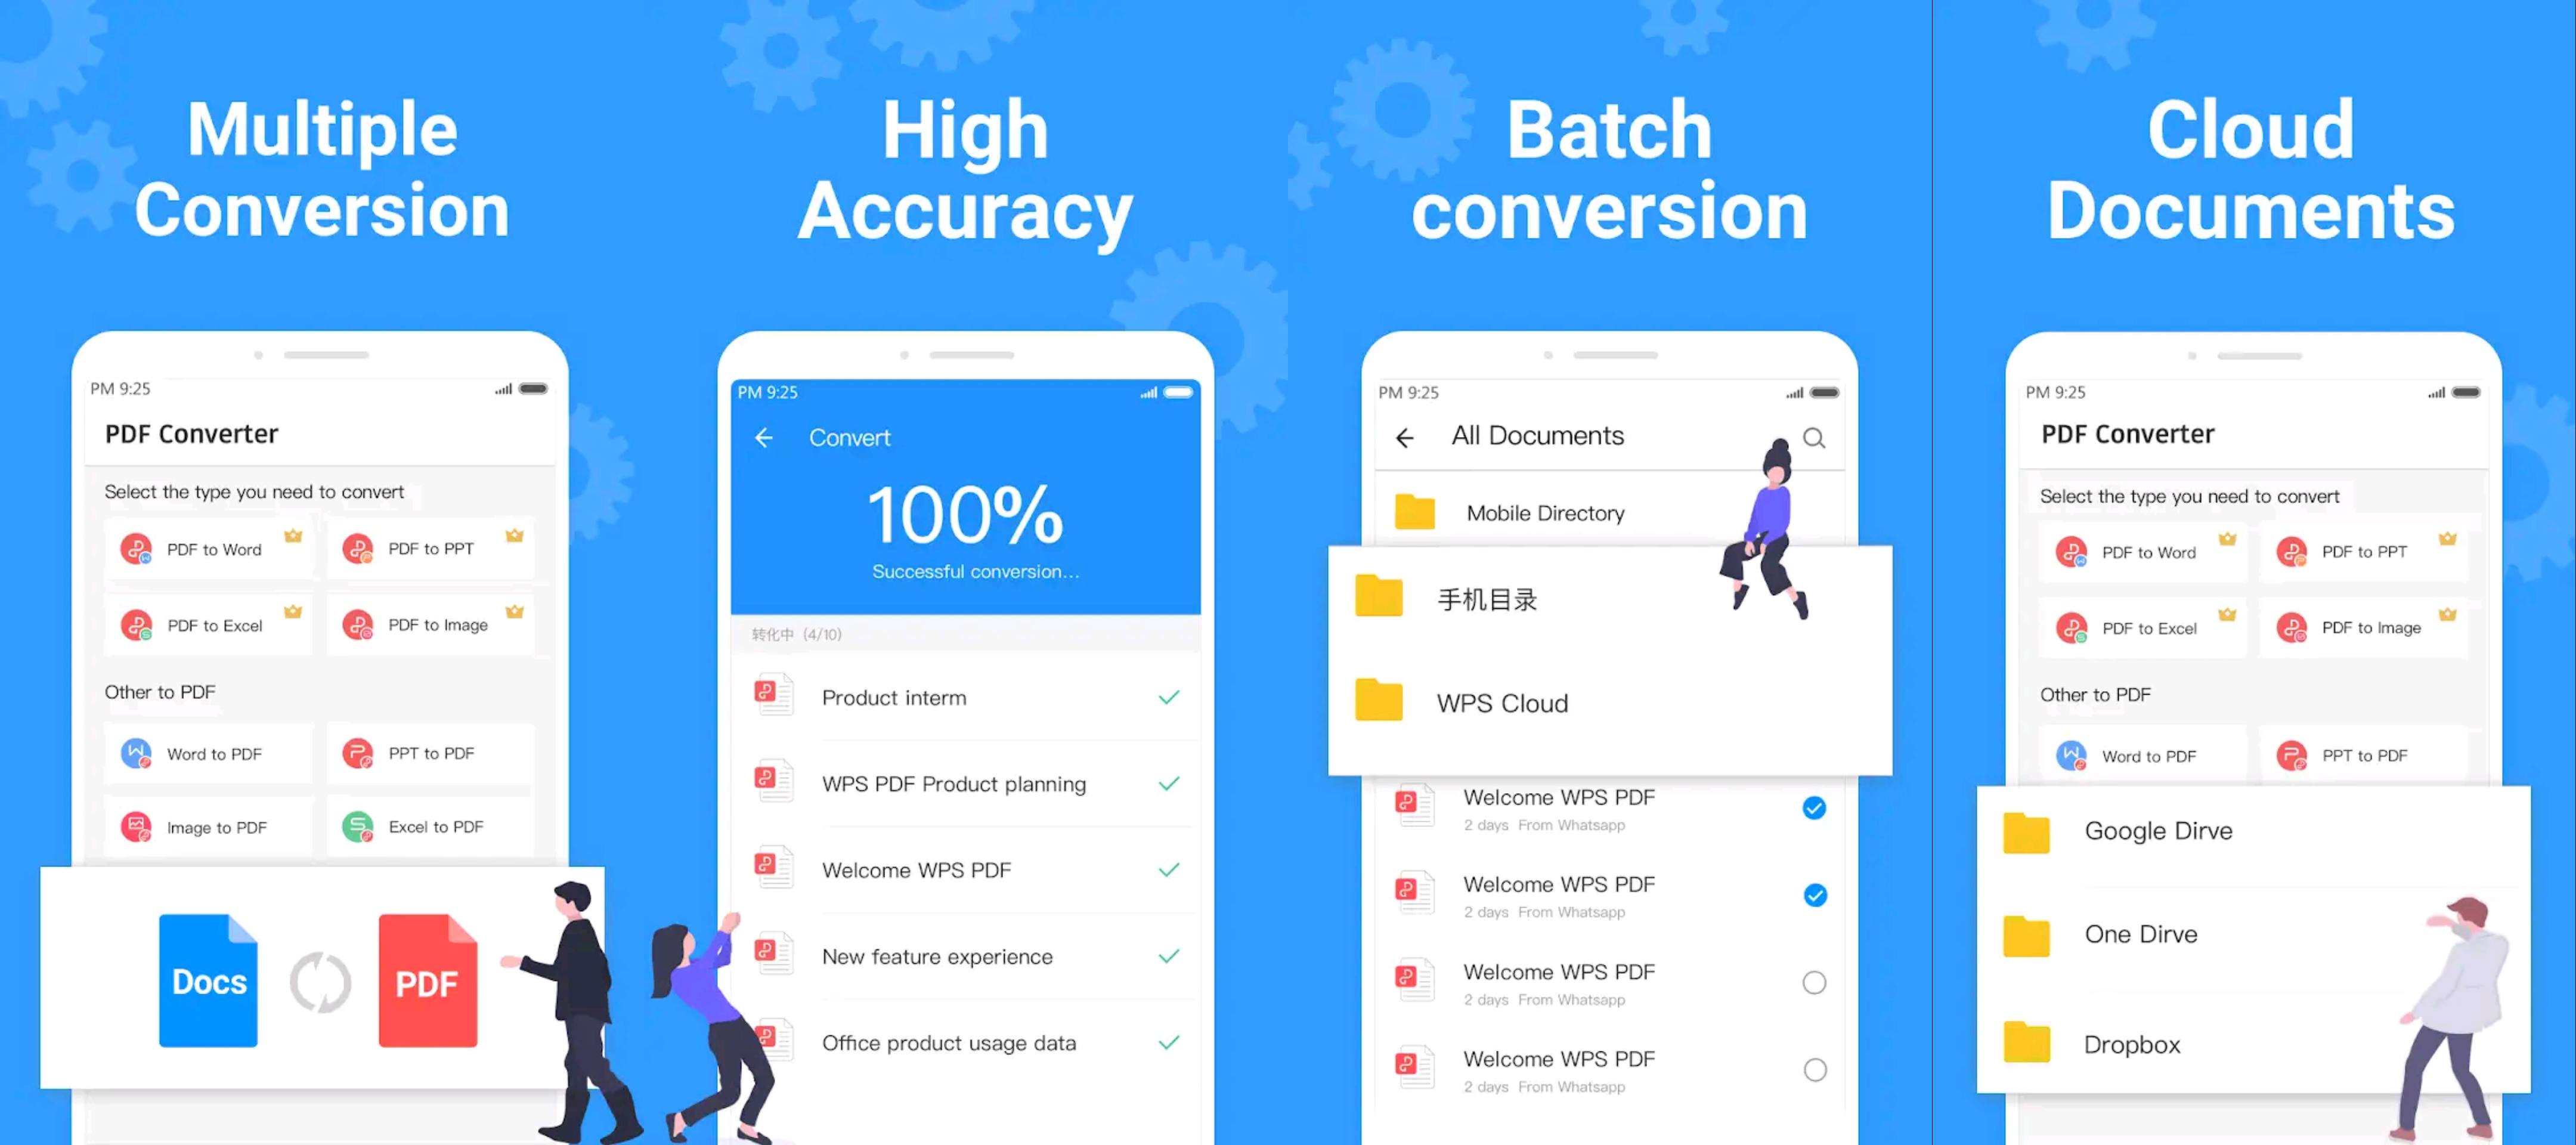 Multiple
Conversion
PM 9:25
PDF Converter
Select the type you need to convert
PDF to Word
PDF to PPT
PDF to Excel
PDF to Image
Other to PDF
Word to PDF
PPT to PDF
Image to PDF
Excel to PDF
Docs
PDF
High
Accuracy
PM 9:25
Convert
100%
Successful conversion...
转化中 (4/10)
Product interm
WPS PDF Product planning
Welcome WPS PDF
New feature experience
Office product usage data
Batch
conversion
PM 9:25
All Documents
Mobile Directory
手机目录
WPS Cloud
Welcome WPS PDF
2 days From Whatsapp
Welcome WPS PDF
2 days From Whatsapp
Welcome WPS PDF
2 days From Whatsapp
Welcome WPS PDF
2 days From Whatsapp
Cloud
Documents
PM 9:25
PDF Converter
Select the type you need to convert
PDF to Word
PDF to PPT
PDF to Excel
PDF to Image
Other to PDF
Word to PDF
PPT to PDF
Google Dirve
One Dirve
Dropbox